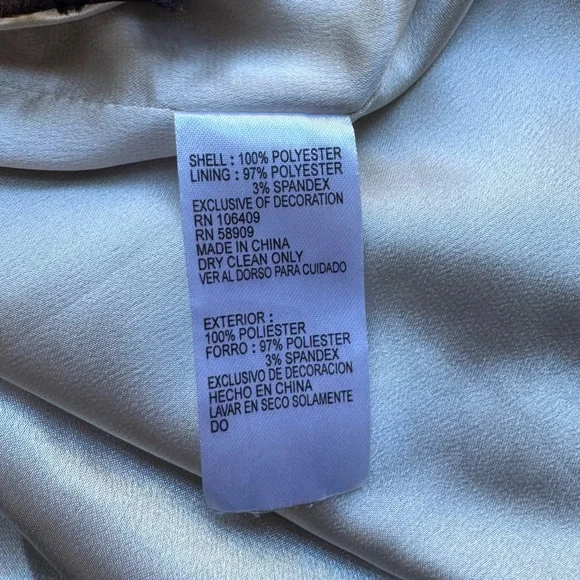 SHELL : 100% POLYESTER
LINING : 97% POLYESTER
3% SPANDEX
EXCLUSIVE OF DECORATION
RN 106409
RN 58909
MADE IN CHINA
DRY CLEAN ONLY
VER AL DORSO PARA CUIDADO
EXTERIOR :
100% POLIESTER
FORRO : 97% POLIESTER
3% SPANDEX
EXCLUSIVO DE DECORACION
HECHO EN CHINA
LAVAR EN SECO SOLAMENTE
DO